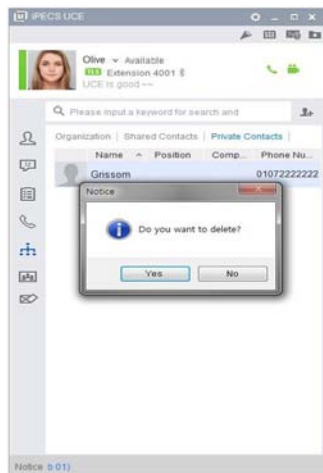 iPECS UCE
Olive Available
Extension 4001
UCE is good ~~
Please input a keyword for search and
Organization | Shared Contacts | Private Contacts |
Name Position Comp... Phone Nu...
Grissom 01072222222
Notice
Do you want to delete?
Yes No
Notice b 01)